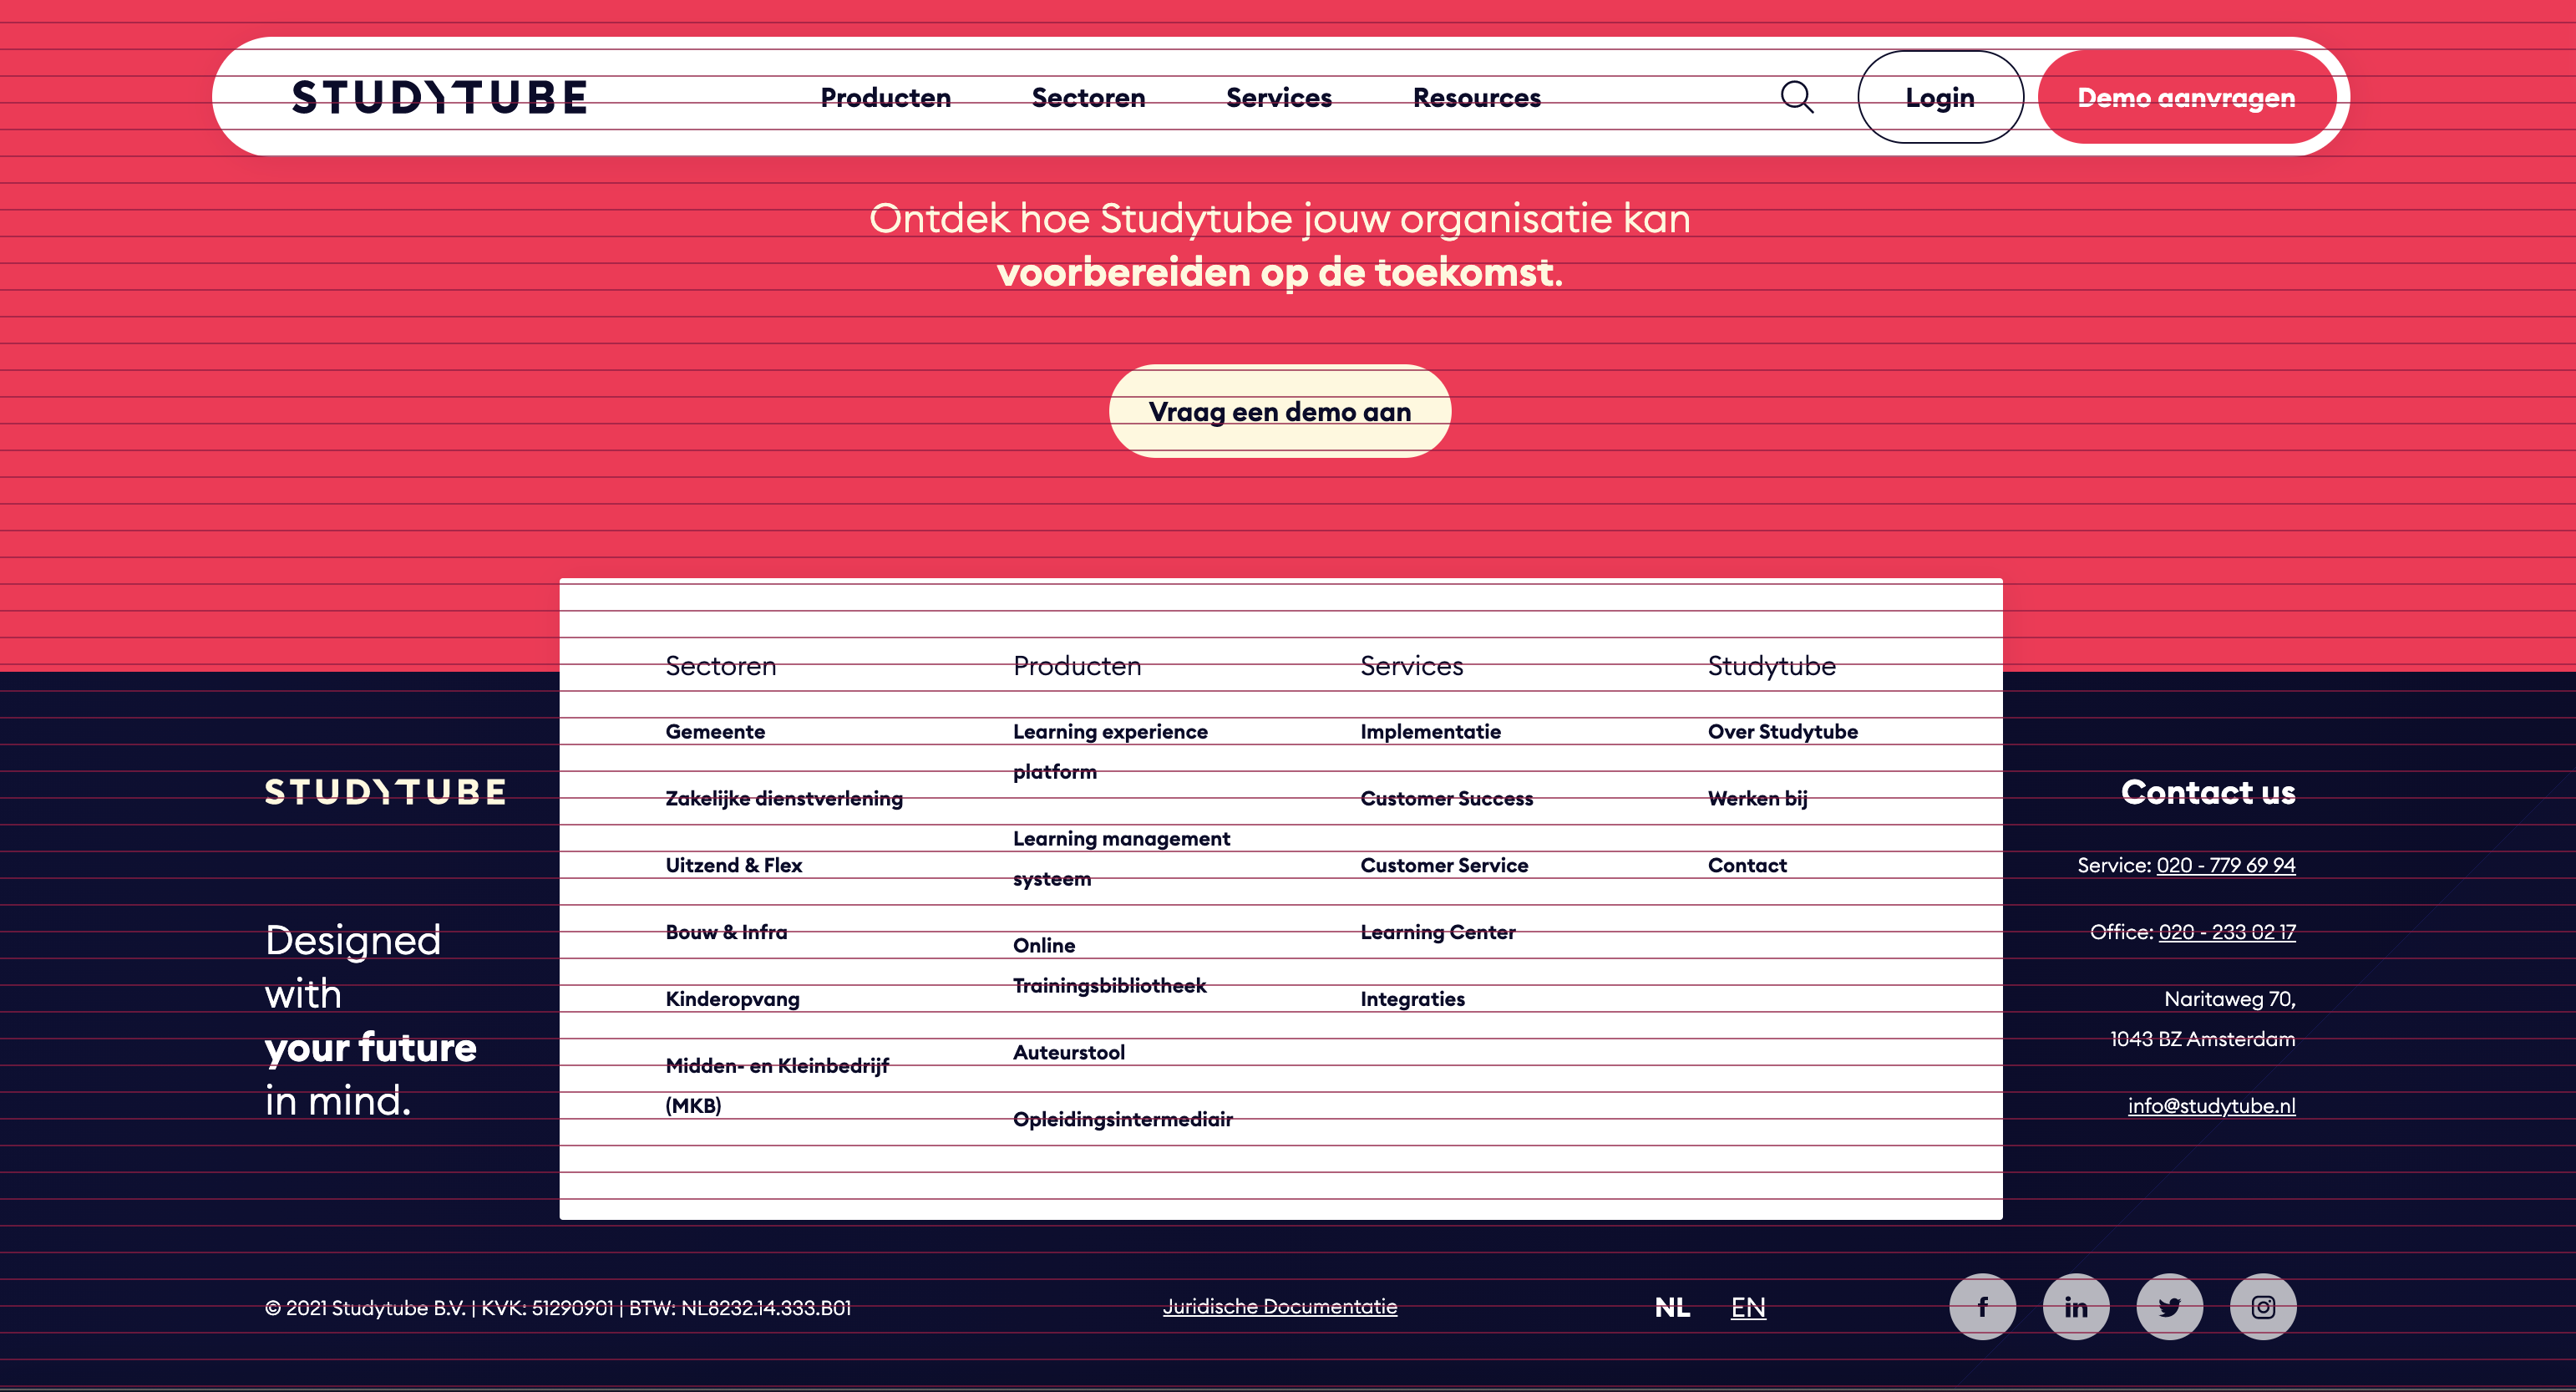 STUDYTUBE
Producten
Sectoren
Services
Resources
Login
Demo aanvragen
Ontdek hoe Studytube jouw organisatie kan
voorbereiden op de toekomst.
Vraag een demo aan
STUDYTUBE
Designed
with
your future
in mind.
Sectoren
Gemeente
Zakelijke dienstverlening
Uitzend & Flex
Bouw & Infra
Kinderopvang
Midden- en Kleinbedrijf
(MKB)
Producten
Learning experience
platform
Learning management
systeem
Online
Trainingsbibliotheek
Auteurstool
Opleidingsintermediair
Services
Implementatie
Customer Success
Customer Service
Learning Center
Integraties
Studytube
Over Studytube
Werken bij
Contact
Contact us
Service: 020 - 779 69 94
Office: 020 - 233 02 17
Naritaweg 70,
1043 BZ Amsterdam
info@studytube.nl
© 2021 Studytube B.V. | KVK: 51290901 | BTW: NL8232.14.333.B01
Juridische Documentatie
NL
EN